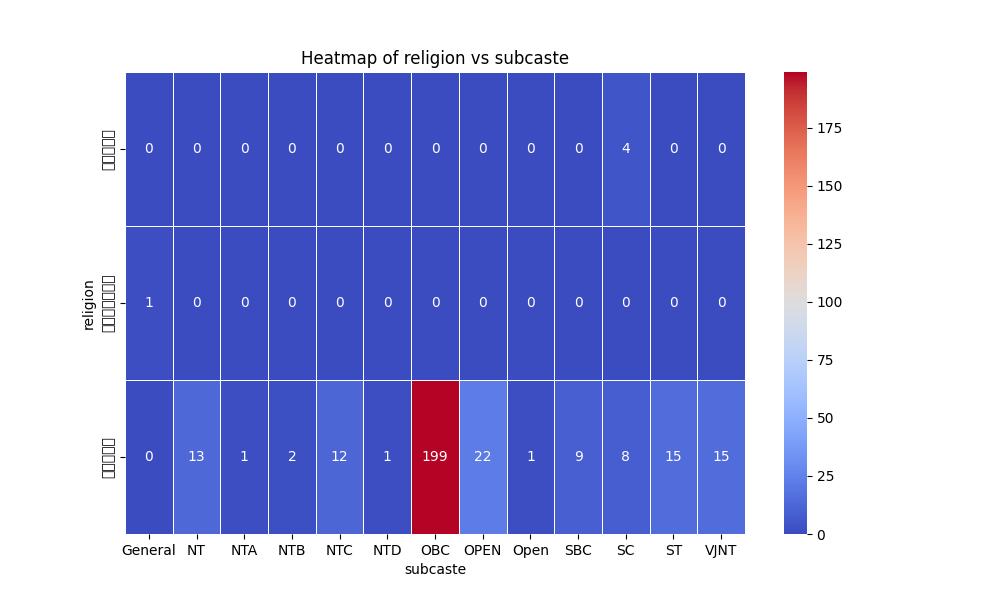 Heatmap of religion vs subcaste
0 0 0 0 0 0 0 0 0 0 4 0 0
1 0 0 0 0 0 0 0 0 0 0 0 0
0 13 1 2 12 1 199 22 1 9 8 15 15
religion
General NT NTA NTB NTC NTD OBC OPEN Open SBC SC ST VJNT
subcaste
175
150
125
100
75
50
25
0